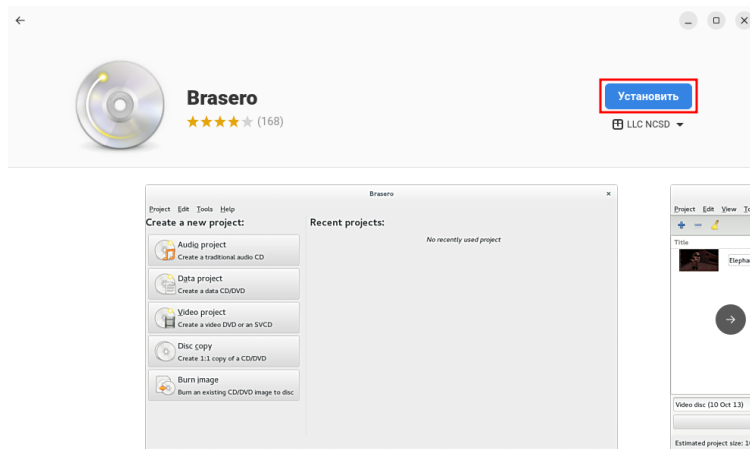 Brasero
(168)
Установить
LLC NCSD
Brasero
Project Edit Tools Help
Create a new project:
Recent projects:
No recently used project
Audio project
Create a traditional audio CD
Data project
Create a data CD/DVD
Video project
Create a video DVD or an SVCD
Disc copy
Create 1:1 copy of a CD/DVD
Burn image
Burn an existing CD/DVD image to disc
Project Edit View
Title
Video disc (10 Oct 13)
Estimated project size: